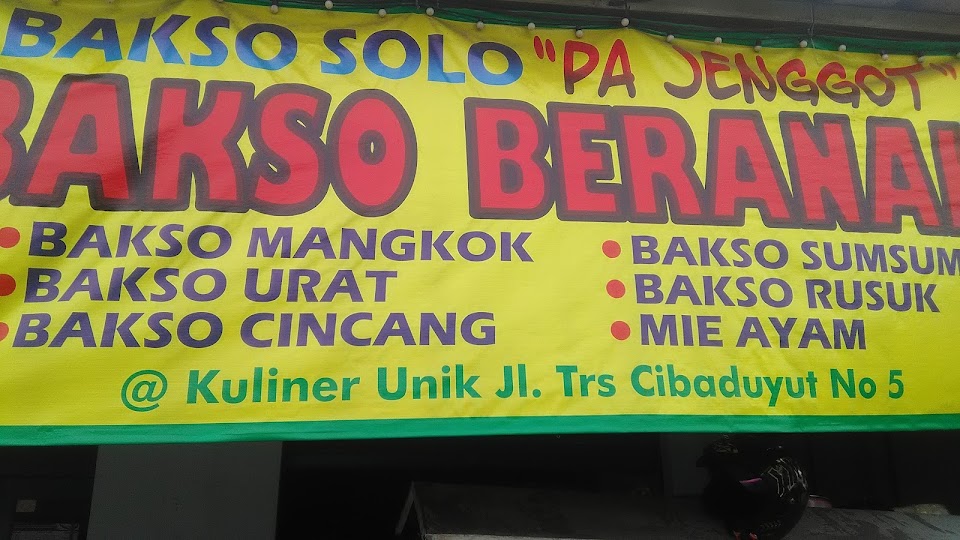 BAKSO SOLO "PA JENGGOT"
BAKSO BERANAK
• BAKSO MANGKOK
• BAKSO URAT
• BAKSO CINCANG
• BAKSO SUMSUM
• BAKSO RUSUK
• MIE AYAM
@ Kuliner Unik Jl. Trs Cibaduyut No 5